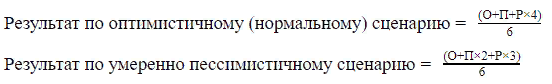 Результат по оптимистичному (нормальному) сценарию = (О+П+Р×4)/6
Результат по умеренно пессимистичному сценарию = (О+П×2+Р×3)/6